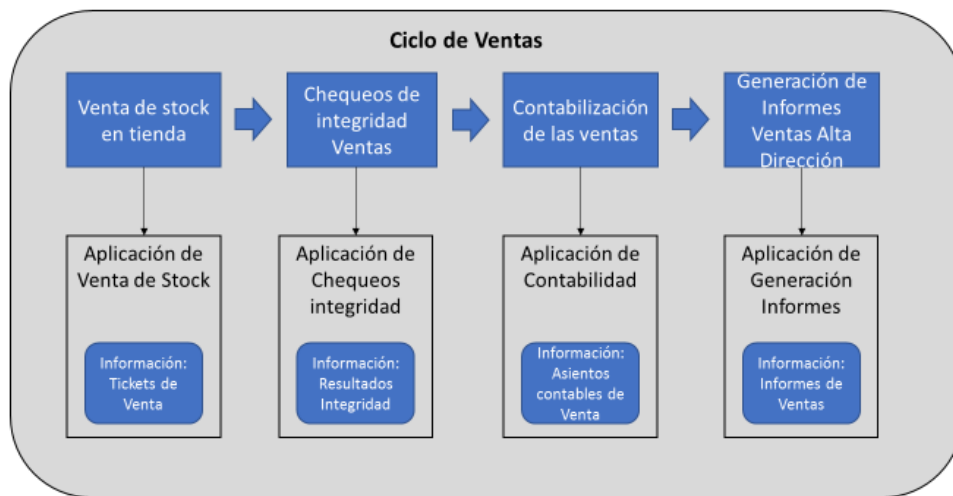 Ciclo de Ventas
Venta de stock
en tienda
Chequeos de
integridad
Ventas
Contabilización
de las ventas
Generación de
Informes
Ventas Alta
Dirección
Aplicación de
Venta de Stock
Información:
Tickets de
Venta
Aplicación de
Chequeos
integridad
Información:
Resultados
Integridad
Aplicación de
Contabilidad
Información:
Asientos
contables de
Venta
Aplicación de
Generación
Informes
Información:
Informes de
Ventas